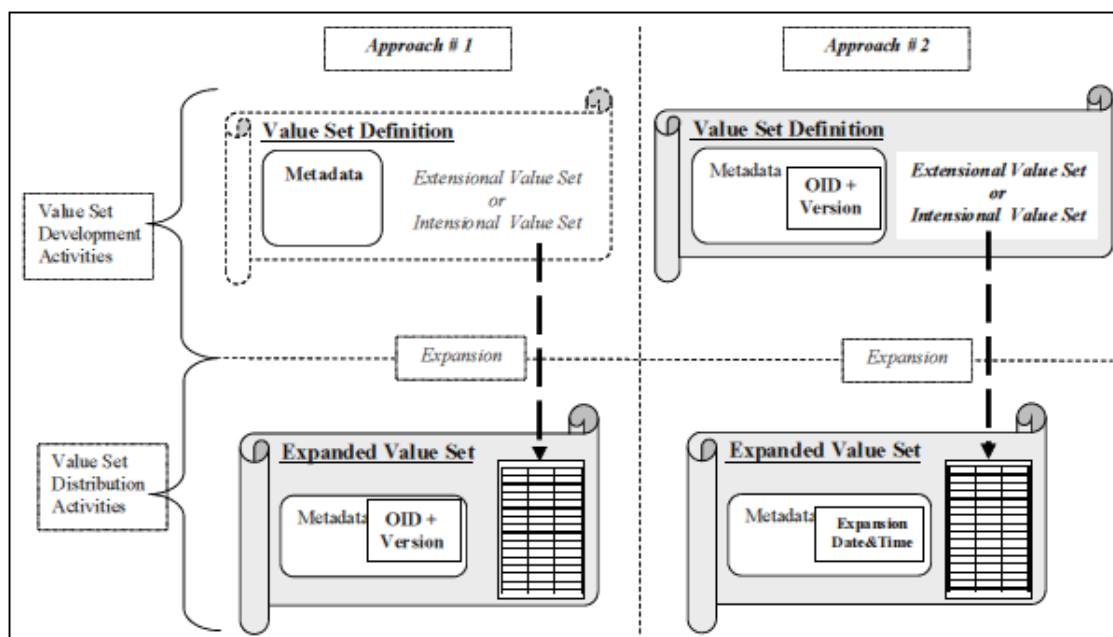 Approach # 1
Approach # 2
Value Set Definition
Metadata
Extensional Value Set
or
Intensional Value Set
Value Set Definition
Metadata
OID +
Version
Extensional Value Set
or
Intensional Value Set
Value Set
Development
Activities
Expansion
Expansion
Value Set
Distribution
Activities
Expanded Value Set
Metadata
OID +
Version
Expanded Value Set
Metadata
Expansion
Date&Time